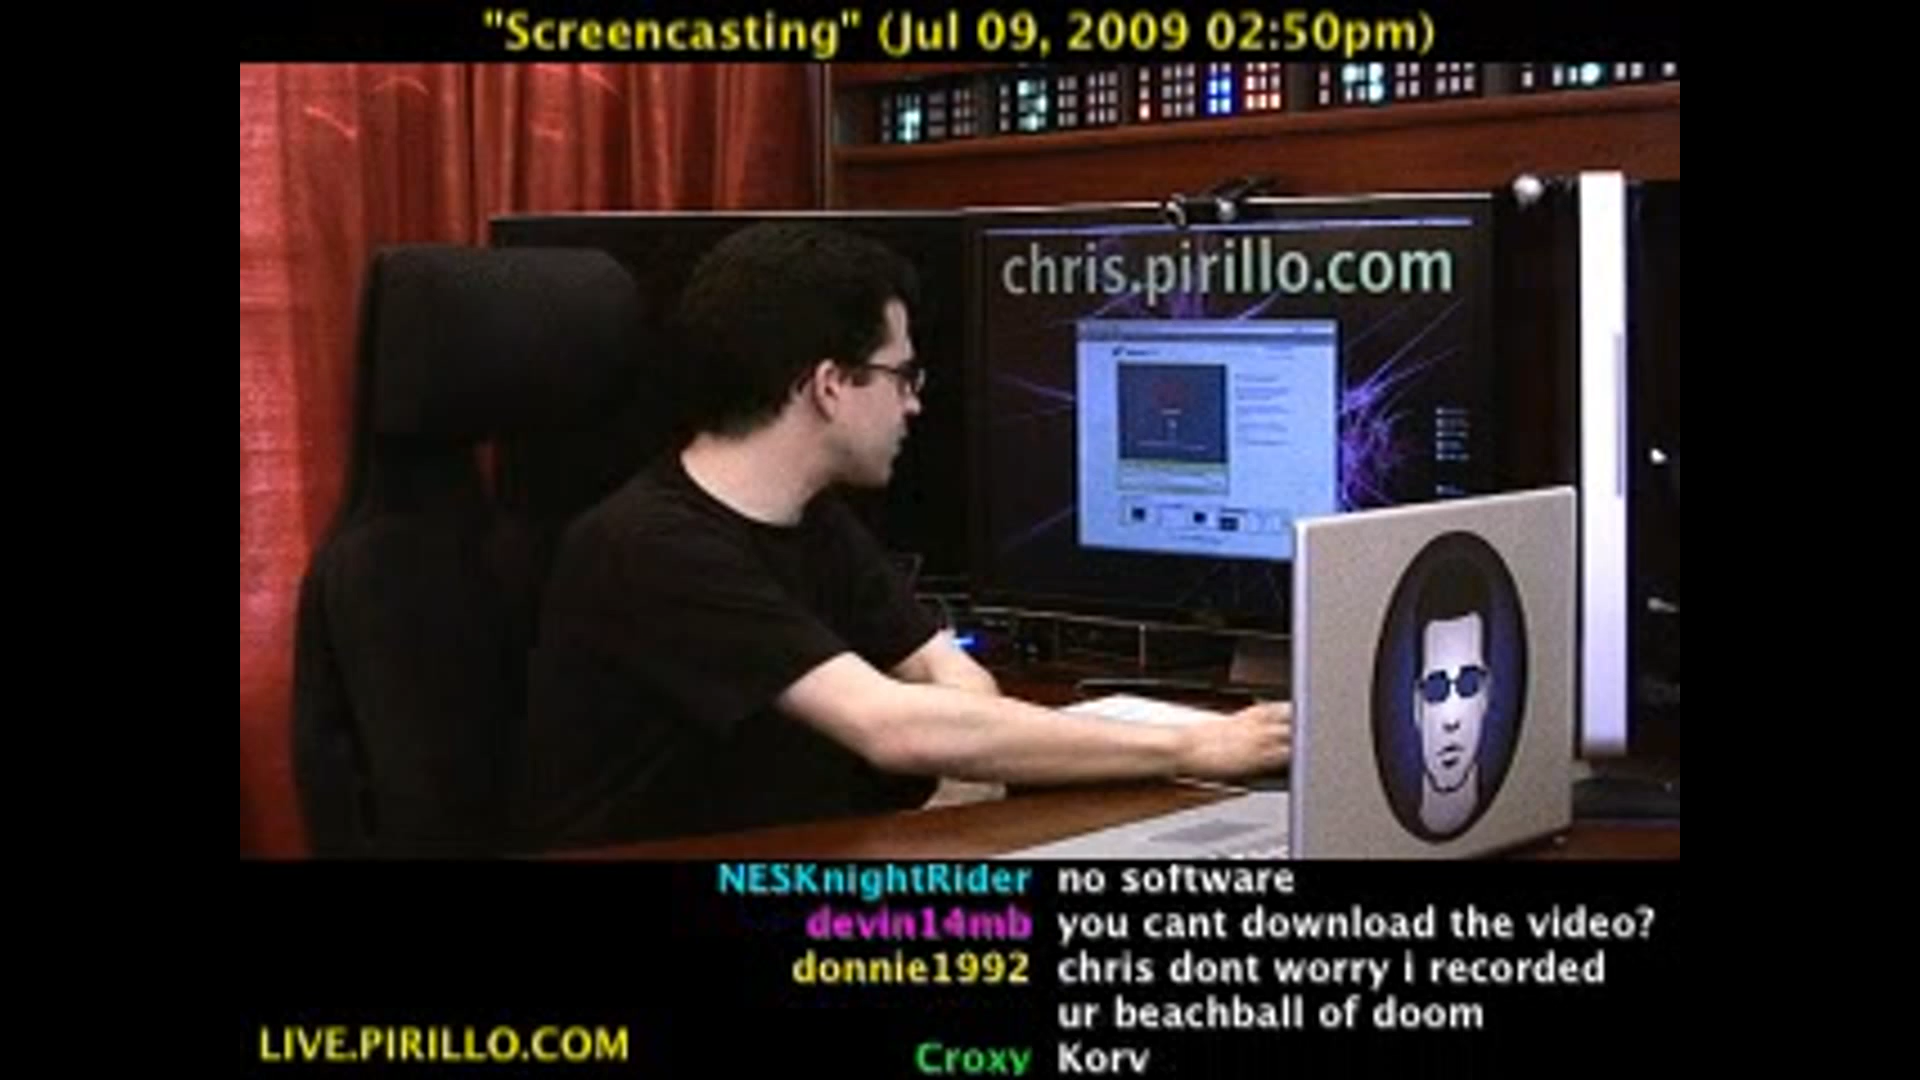 "Screencasting" (Jul 09, 2009 02:50pm)
chris.pirillo.com
NESKnightRider no software
devin14mb you cant download the video?
donnie1992 chris dont worry i recorded
ur beachball of doom
LIVE.PIRILLO.COM
Croxy Korv